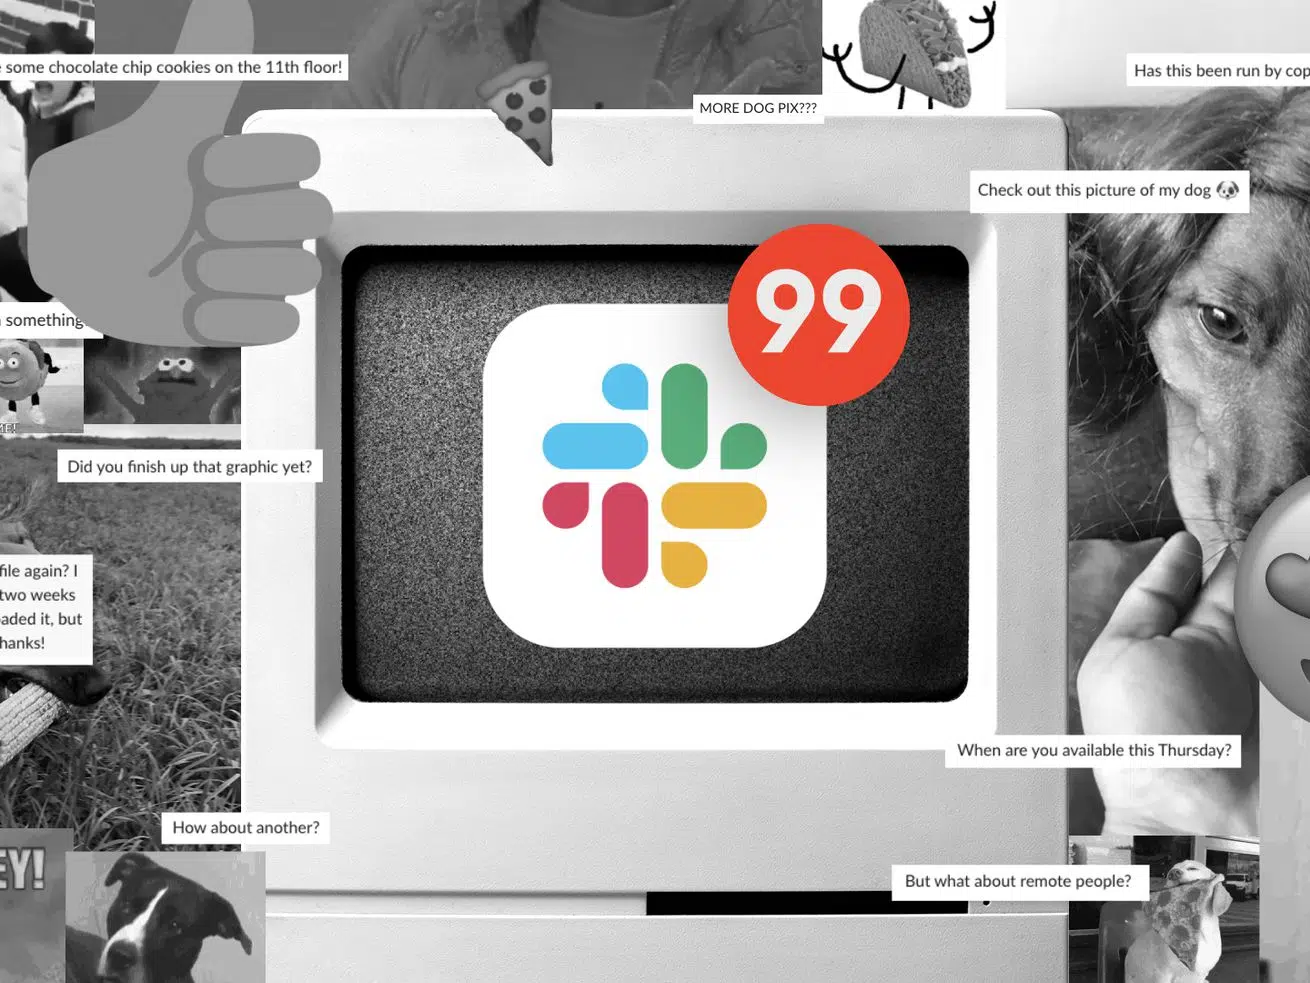 some chocolate chip cookies on the 11th floor!
MORE DOG PIX???
Has this been run by cop
Check out this picture of my dog 🐶
99
something
ME!
Did you finish up that graphic yet?
file again? I
two weeks
oaded it, but
hanks!
When are you available this Thursday?
How about another?
EY!
But what about remote people?